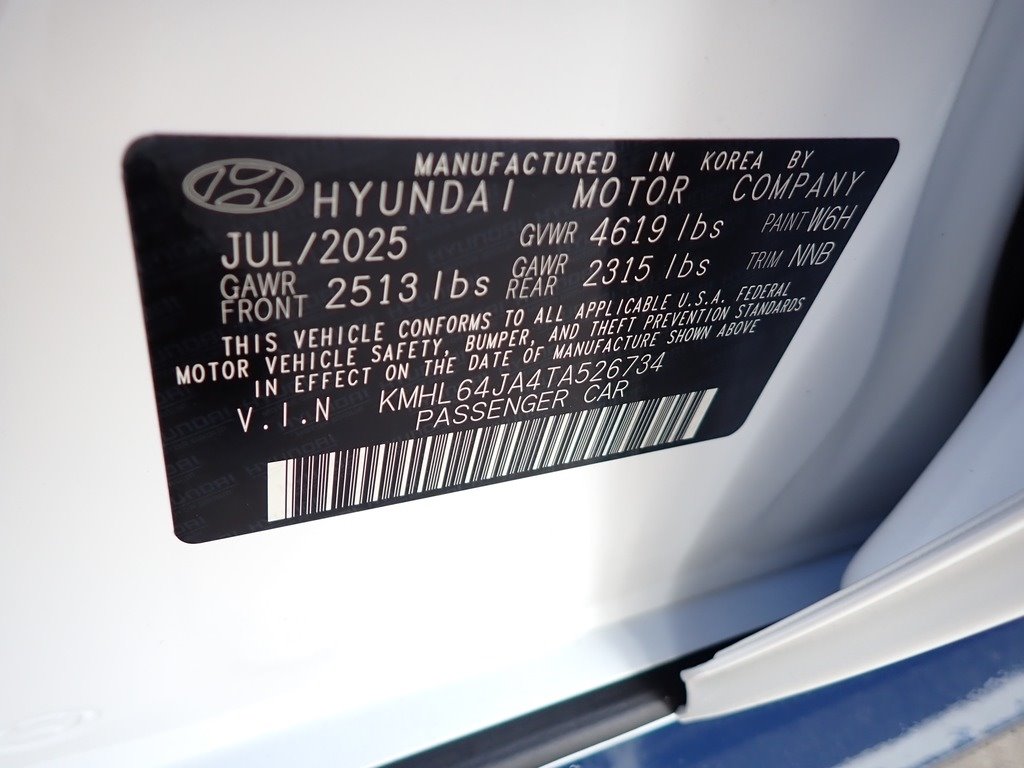 MANUFACTURED IN KOREA BY
HYUNDAI MOTOR COMPANY
JUL/2025 GVWR 4619 lbs PAINT W6H
GAWR FRONT 2513 lbs GAWR REAR 2315 lbs TRIM NNB
THIS VEHICLE CONFORMS TO ALL APPLICABLE U.S.A. FEDERAL
MOTOR VEHICLE SAFETY, BUMPER, AND THEFT PREVENTION STANDARDS
IN EFFECT ON THE DATE OF MANUFACTURE SHOWN ABOVE
V.I.N KMHL64JA4TA526734
PASSENGER CAR